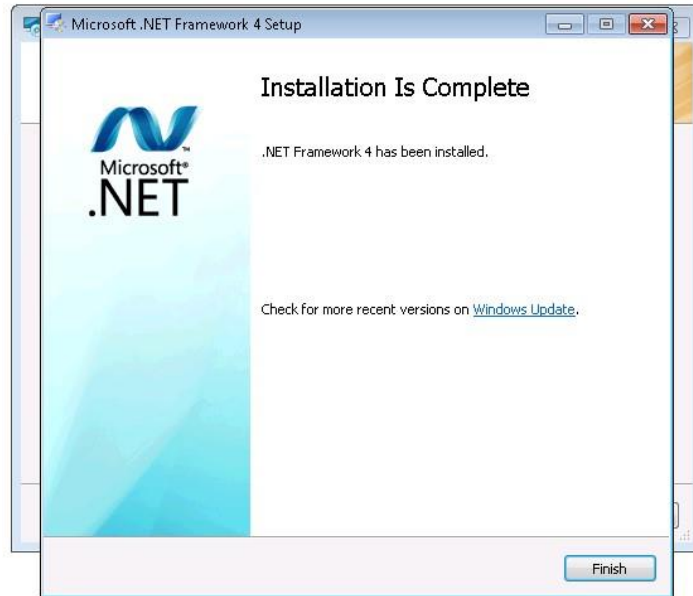 Microsoft .NET Framework 4 Setup
Installation Is Complete
.NET Framework 4 has been installed.
Microsoft®
.NET™
Check for more recent versions on Windows Update.
Finish